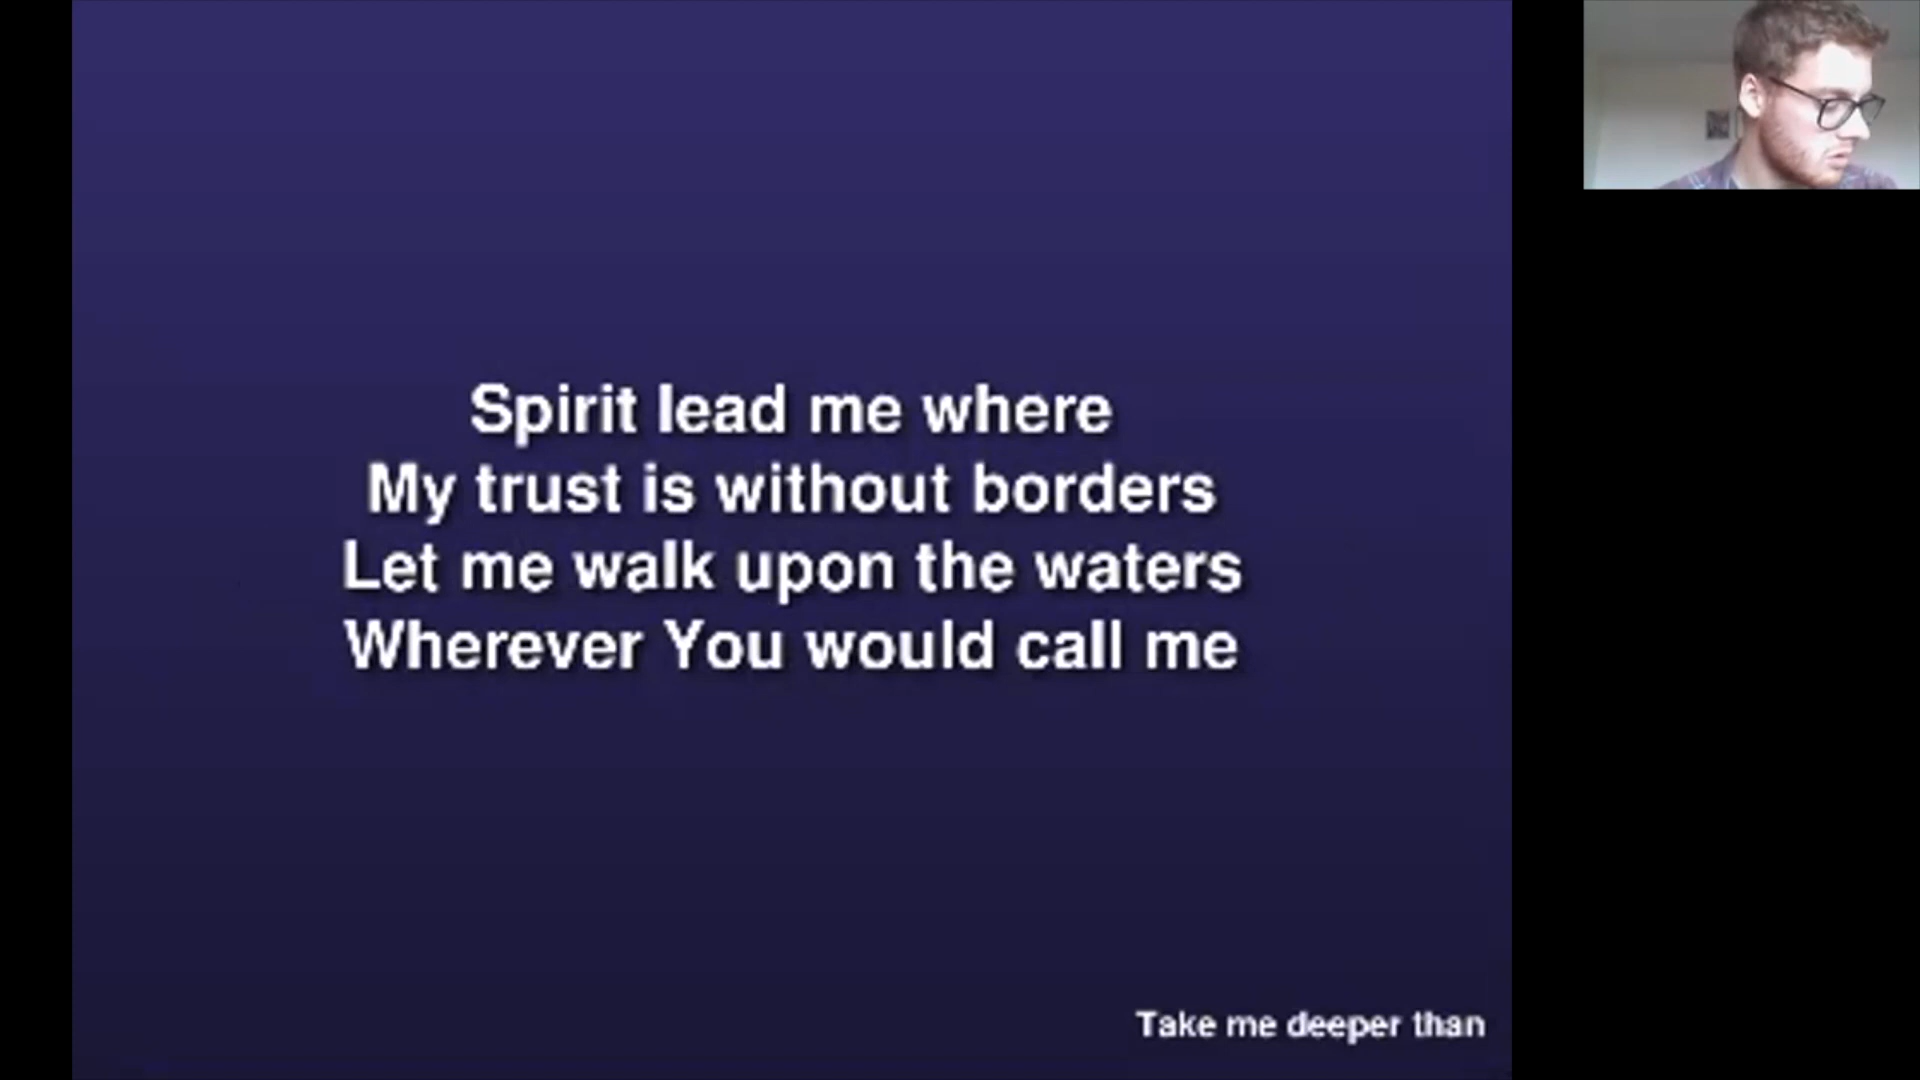 Spirit lead me where
My trust is without borders
Let me walk upon the waters
Wherever You would call me
Take me deeper than